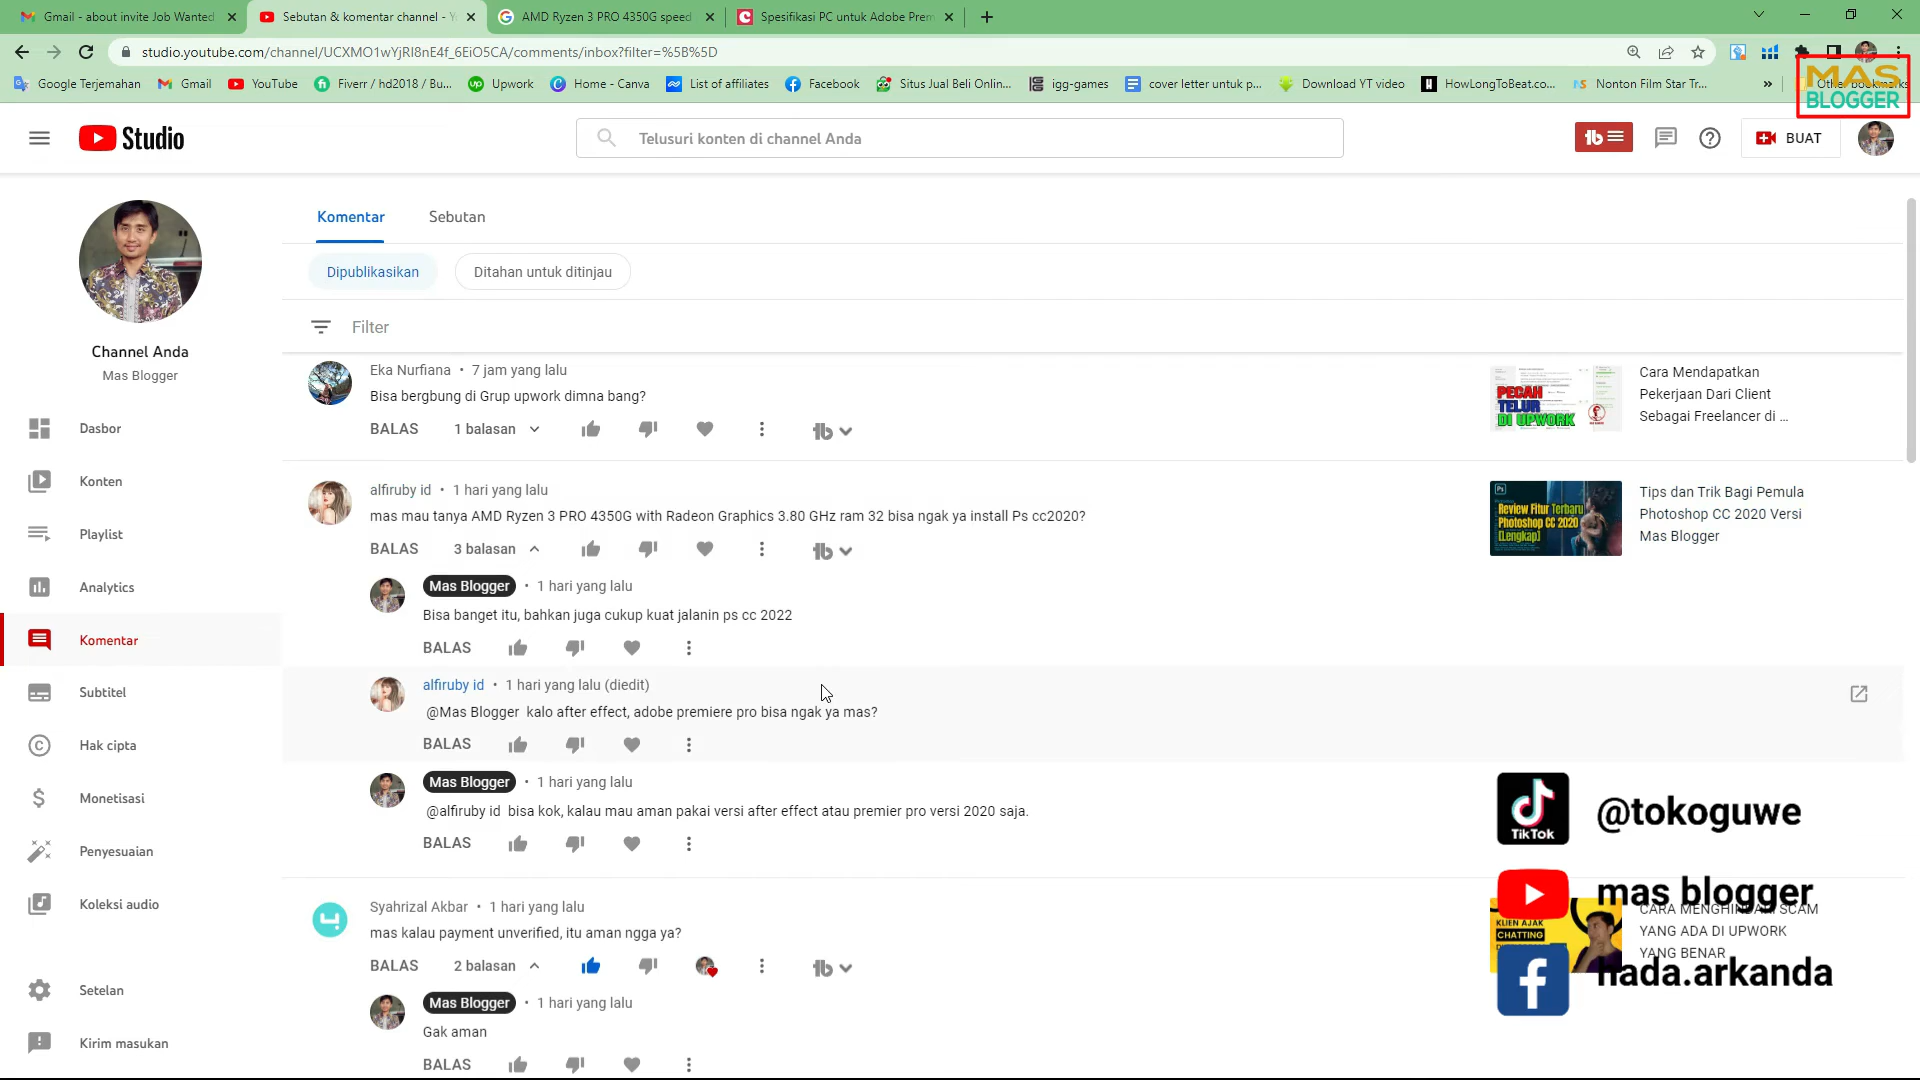 Gmail - about invite Job Wanted
Sebutan & komentar channel - Y
AMD Ryzen 3 PRO 4350G speed
Spesifikasi PC untuk Adobe Prem
studio.youtube.com/channel/UCXMO1wYjRI8nE4f_6EiO5CA/comments/inbox?filter=%5B%5D
Google Terjemahan
Gmail
YouTube
Fiverr / hd2018 / Bu...
Upwork
Home - Canva
List of affiliates
Facebook
Situs Jual Beli Onlin...
igg-games
cover letter untuk p...
Download YT video
HowLongToBeat.co...
Nonton Film Star Tr...
»
Other bookmarks
MAS
BLOGGER
Studio
Telusuri konten di channel Anda
BUAT
Channel Anda
Mas Blogger
Dasbor
Konten
Playlist
Analytics
Komentar
Subtitel
Hak cipta
Monetisasi
Penyesuaian
Koleksi audio
Setelan
Kirim masukan
Komentar
Sebutan
Dipublikasikan
Ditahan untuk ditinjau
Filter
Eka Nurfiana • 7 jam yang lalu
Bisa bergbung di Grup upwork dimna bang?
BALAS 1 balasan
PECAH
TELUR
DI UPWORK
Cara Mendapatkan
Pekerjaan Dari Client
Sebagai Freelancer di ...
alfiruby id • 1 hari yang lalu
mas mau tanya AMD Ryzen 3 PRO 4350G with Radeon Graphics 3.80 GHz ram 32 bisa ngak ya install Ps cc2020?
BALAS 3 balasan
Ps
Review Fitur Terbaru
Photoshop CC 2020
[Lengkap]
Tips dan Trik Bagi Pemula
Photoshop CC 2020 Versi
Mas Blogger
Mas Blogger • 1 hari yang lalu
Bisa banget itu, bahkan juga cukup kuat jalanin ps cc 2022
BALAS
alfiruby id • 1 hari yang lalu (diedit)
@Mas Blogger kalo after effect, adobe premiere pro bisa ngak ya mas?
BALAS
Mas Blogger • 1 hari yang lalu
@alfiruby id bisa kok, kalau mau aman pakai versi after effect atau premier pro versi 2020 saja.
BALAS
TikTok
@tokoguwe
mas blogger
Syahrizal Akbar • 1 hari yang lalu
mas kalau payment unverified, itu aman ngga ya?
BALAS 2 balasan
KLIEN AJAK
CHATTING
CARA MENGHINDARI SCAM
YANG ADA DI UPWORK
YANG BENAR
hada.arkanda
Mas Blogger • 1 hari yang lalu
Gak aman
BALAS